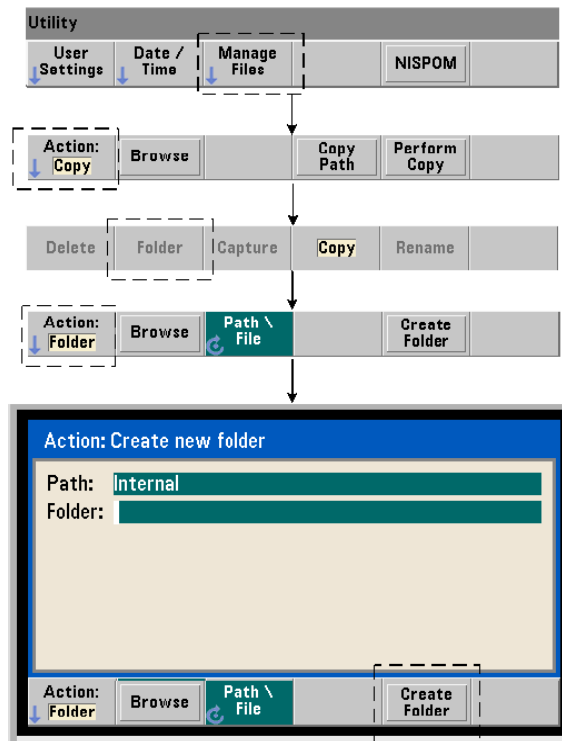 Utility
User Settings
Date / Time
Manage Files
NISPOM
Action: Copy
Browse
Copy Path
Perform Copy
Delete
Folder
Capture
Copy
Rename
Action: Folder
Browse
Path \ File
Create Folder
Action: Create new folder
Path: Internal
Folder:
Action: Folder
Browse
Path \ File
Create Folder